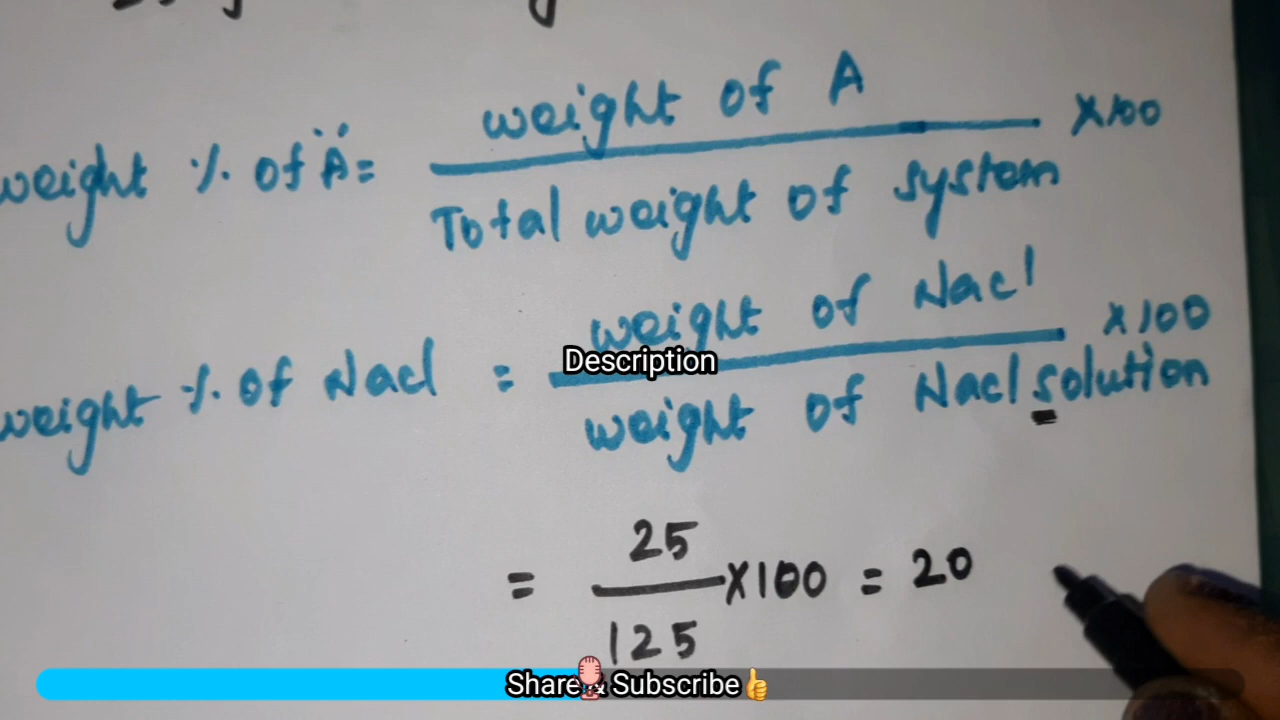 weight of A
weight % of "A" = ────────── X100
Total weight of system
weight of Nacl
weight % of Nacl = ────────── X100
Description
weight of Nacl solution
= 25/125 X100 = 20
Share & Subscribe👍